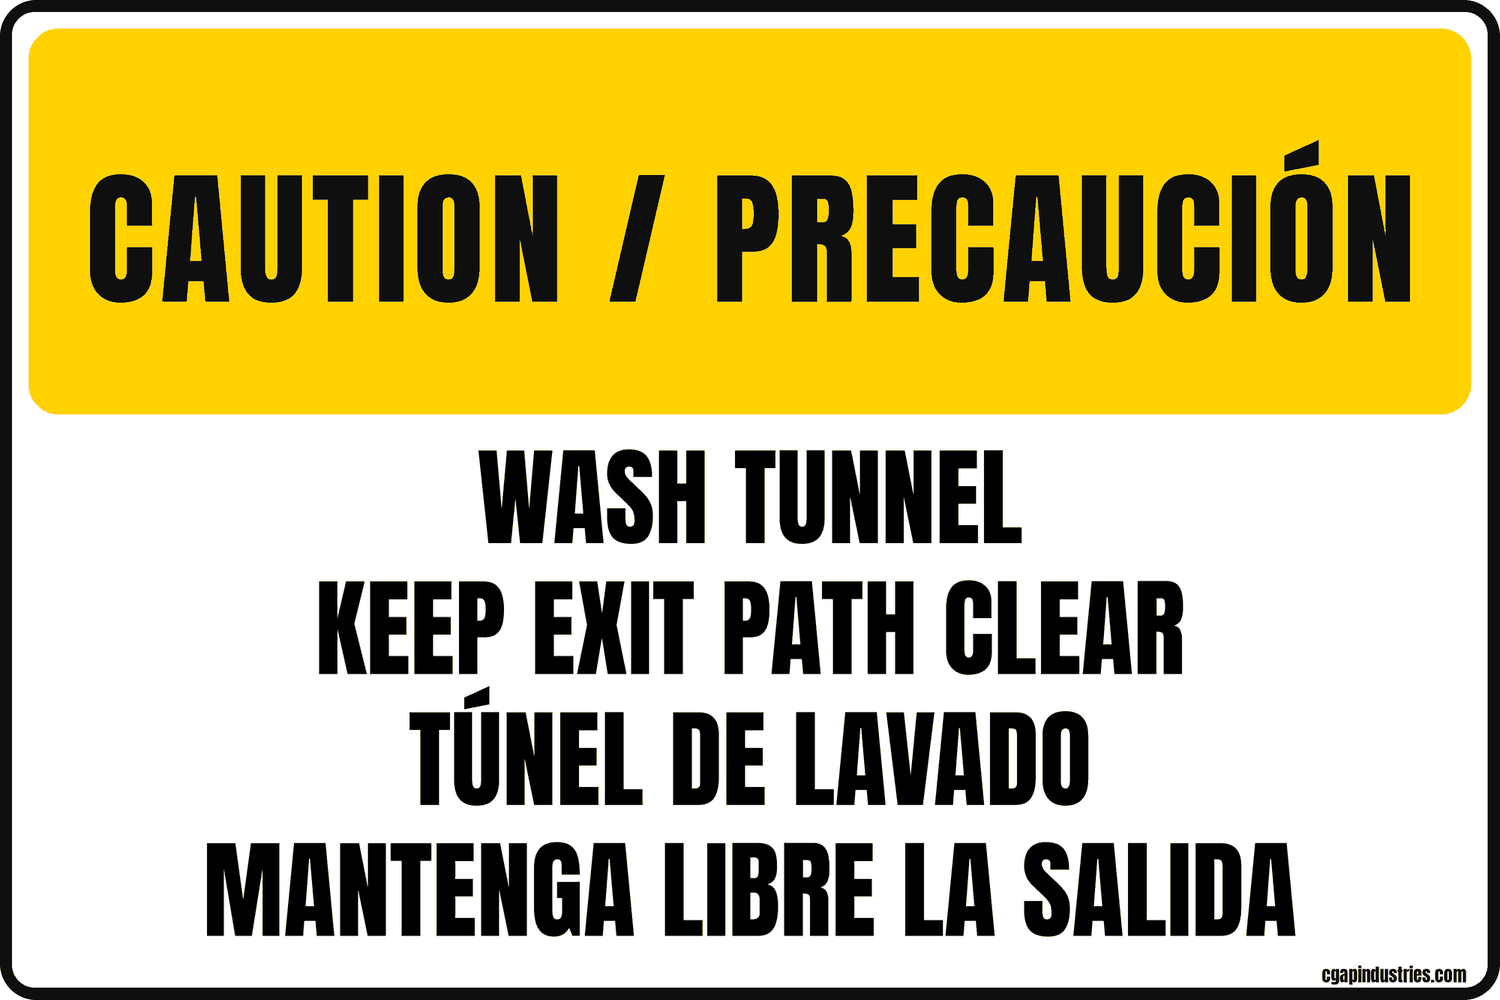 CAUTION / PRECAUCIÓN
WASH TUNNEL
KEEP EXIT PATH CLEAR
TÚNEL DE LAVADO
MANTENGA LIBRE LA SALIDA
cgapindustries.com